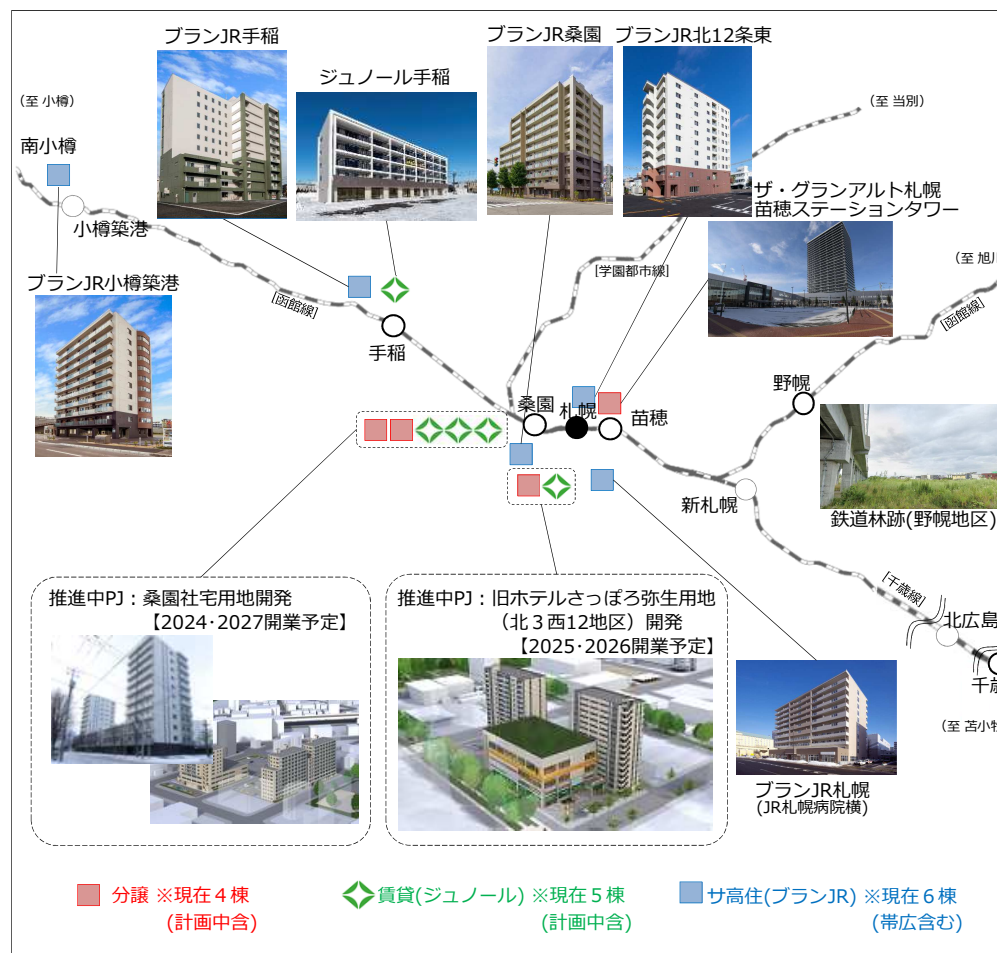 ブランJR手稲
ジュノール手稲
ブランJR桑園
ブランJR北12条東
(至 小樽)
(至 当別)
南小樽
小樽築港
ブランJR小樽築港
ザ・グランアルト札幌
苗穂ステーションタワー
[学園都市線]
(至 旭川
[函館線]
[函館線]
手稲
桑園
札幌
苗穂
野幌
新札幌
鉄道林跡(野幌地区)
[千歳線]
北広島
千歳
(至 苫小牧
推進中PJ：桑園社宅用地開発
【2024･2027開業予定】
推進中PJ：旧ホテルさっぽろ弥生用地
（北３西12地区）開発
【2025･2026開業予定】
ブランJR札幌
(JR札幌病院横)
分譲 ※現在４棟
(計画中含)
賃貸(ジュノール) ※現在５棟
(計画中含)
サ高住(ブランJR) ※現在６棟
(帯広含む)